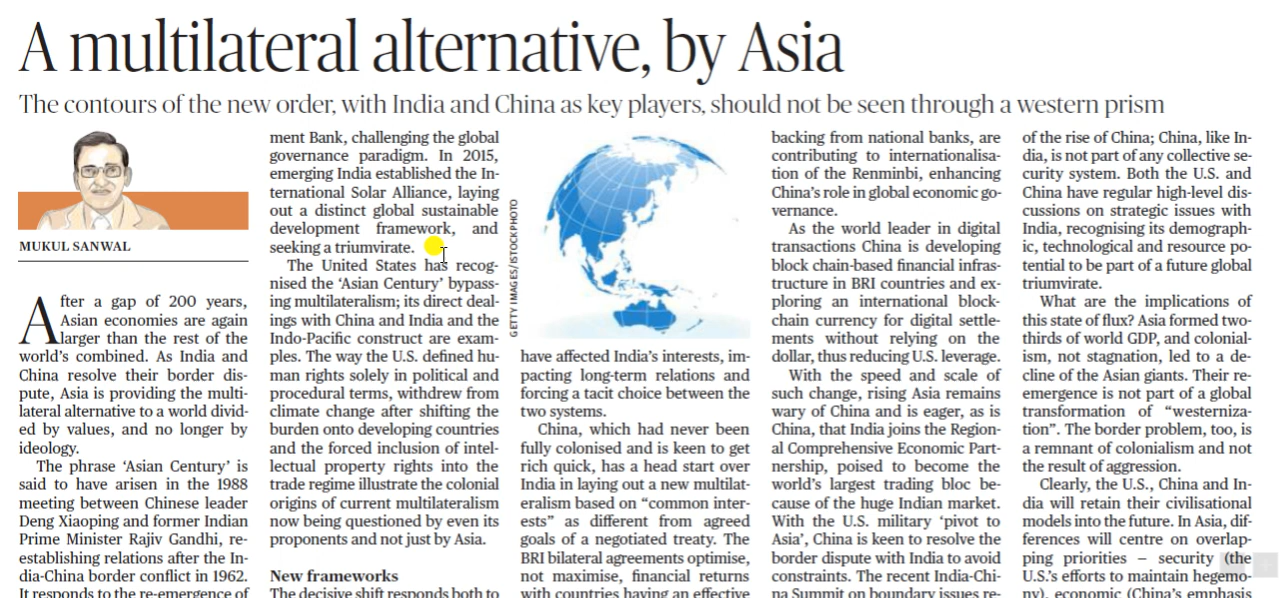 A multilateral alternative, by Asia
The contours of the new order, with India and China as key players, should not be seen through a western prism
MUKUL SANWAL
After a gap of 200 years,
Asian economies are again
larger than the rest of the
world's combined. As India and
China resolve their border dis-
pute, Asia is providing the multi-
lateral alternative to a world divid-
ed by values, and no longer by
ideology.
The phrase 'Asian Century' is
said to have arisen in the 1988
meeting between Chinese leader
Deng Xiaoping and former Indian
Prime Minister Rajiv Gandhi, re-
establishing relations after the In-
dia-China border conflict in 1962.
It responds to the re-emergence of
ment Bank, challenging the global
governance paradigm. In 2015,
emerging India established the In-
ternational Solar Alliance, laying
out a distinct global sustainable
development framework, and
seeking a triumvirate.
The United States has recog-
nised the 'Asian Century' bypass-
ing multilateralism; its direct deal-
ings with China and India and the
Indo-Pacific construct are exam-
ples. The way the U.S. defined hu-
man rights solely in political and
procedural terms, withdrew from
climate change after shifting the
burden onto developing countries
and the forced inclusion of intel-
lectual property rights into the
trade regime illustrate the colonial
origins of current multilateralism
now being questioned by even its
proponents and not just by Asia.
New frameworks
The decisive shift responds both to
GETTY IMAGES/ISTOCKPHOTO
have affected India's interests, im-
pacting long-term relations and
forcing a tacit choice between the
two systems.
China, which had never been
fully colonised and is keen to get
rich quick, has a head start over
India in laying out a new multilat-
eralism based on "common inter-
ests" as different from agreed
goals of a negotiated treaty. The
BRI bilateral agreements optimise,
not maximise, financial returns
with countries having an effective
backing from national banks, are
contributing to internationalisa-
tion of the Renminbi, enhancing
China's role in global economic go-
vernance.
As the world leader in digital
transactions China is developing
block chain-based financial infras-
tructure in BRI countries and ex-
ploring an international block-
chain currency for digital settle-
ments without relying on the
dollar, thus reducing U.S. leverage.
With the speed and scale of
such change, rising Asia remains
wary of China and is eager, as is
China, that India joins the Region-
al Comprehensive Economic Part-
nership, poised to become the
world's largest trading bloc be-
cause of the huge Indian market.
With the U.S. military 'pivot to
Asia', China is keen to resolve the
border dispute with India to avoid
constraints. The recent India-Chi-
na Summit on boundary issues re-
of the rise of China; China, like In-
dia, is not part of any collective se-
curity system. Both the U.S. and
China have regular high-level dis-
cussions on strategic issues with
India, recognising its demograph-
ic, technological and resource po-
tential to be part of a future global
triumvirate.
What are the implications of
this state of flux? Asia formed two-
thirds of world GDP, and colonial-
ism, not stagnation, led to a de-
cline of the Asian giants. Their re-
emergence is not part of a global
transformation of "westerniza-
tion". The border problem, too, is
a remnant of colonialism and not
the result of aggression.
Clearly, the U.S., China and In-
dia will retain their civilisational
models into the future. In Asia, dif-
ferences will centre on overlap-
ping priorities – security (the
U.S.'s efforts to maintain hegemo-
ny), economic (China's emphasis